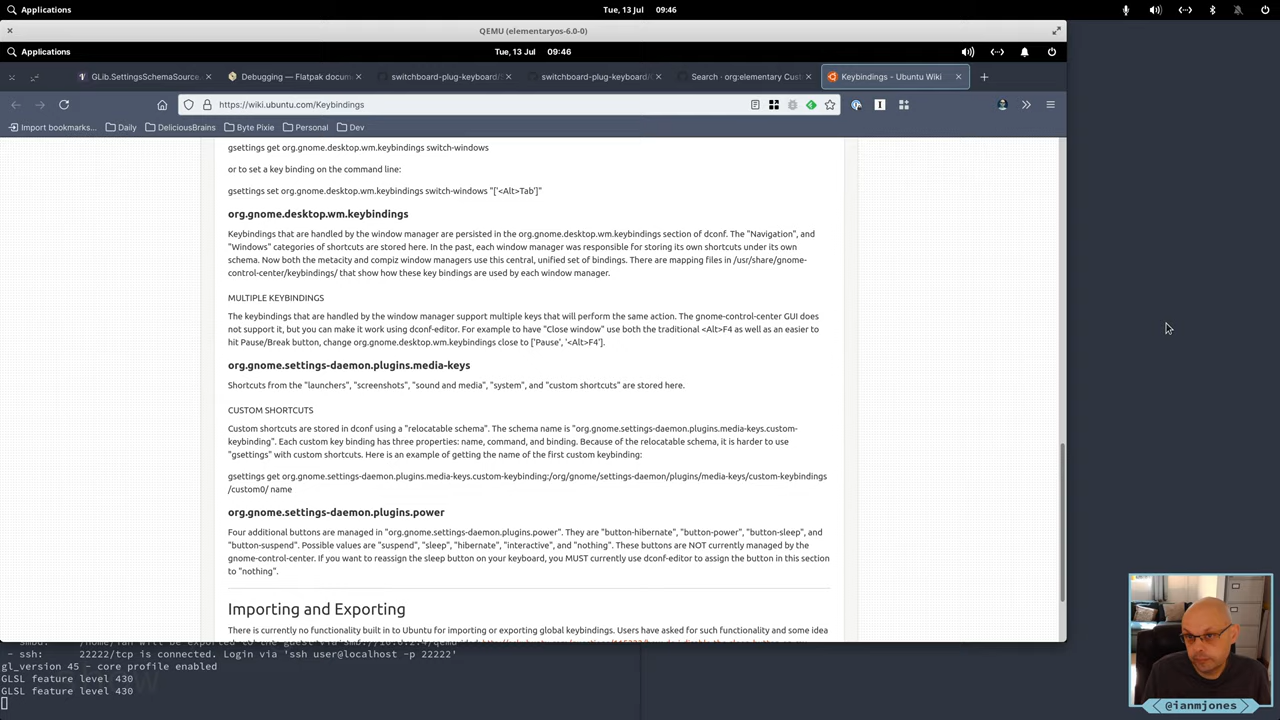 Applications
Tue, 13 Jul 09:46
QEMU (elementaryos-6.0-0)
Applications
Tue, 13 Jul 09:46
GLib.SettingsSchemaSource.
Debugging — Flatpak docum
switchboard-plug-keyboard/
switchboard-plug-keyboard/
Search · org:elementary Cus
Keybindings - Ubuntu Wiki
https://wiki.ubuntu.com/Keybindings
Import bookmarks... Daily DeliciousBrains Byte Pixie Personal Dev
gsettings get org.gnome.desktop.wm.keybindings switch-windows
or to set a key binding on the command line:
gsettings set org.gnome.desktop.wm.keybindings switch-windows "['<Alt>Tab']"
org.gnome.desktop.wm.keybindings
Keybindings that are handled by the window manager are persisted in the org.gnome.desktop.wm.keybindings section of dconf. The "Navigation", and
"Windows" categories of shortcuts are stored here. In the past, each window manager was responsible for storing its own shortcuts under its own
schema. Now both the metacity and compiz window managers use this central, unified set of bindings. There are mapping files in /usr/share/gnome-
control-center/keybindings/ that show how these key bindings are used by each window manager.
MULTIPLE KEYBINDINGS
The keybindings that are handled by the window manager support multiple keys that will perform the same action. The gnome-control-center GUI does
not support it, but you can make it work using dconf-editor. For example to have "Close window" use both the traditional <Alt>F4 as well as an easier to
hit Pause/Break button, change org.gnome.desktop.wm.keybindings close to ['Pause', '<Alt>F4'].
org.gnome.settings-daemon.plugins.media-keys
Shortcuts from the "launchers", "screenshots", "sound and media", "system", and "custom shortcuts" are stored here.
CUSTOM SHORTCUTS
Custom shortcuts are stored in dconf using a "relocatable schema". The schema name is "org.gnome.settings-daemon.plugins.media-keys.custom-
keybinding". Each custom key binding has three properties: name, command, and binding. Because of the relocatable schema, it is harder to use
"gsettings" with custom shortcuts. Here is an example of getting the name of the first custom keybinding:
gsettings get org.gnome.settings-daemon.plugins.media-keys.custom-keybinding:/org/gnome/settings-daemon/plugins/media-keys/custom-keybindings
/custom0/ name
org.gnome.settings-daemon.plugins.power
Four additional buttons are managed in "org.gnome.settings-daemon.plugins.power". They are "button-hibernate", "button-power", "button-sleep", and
"button-suspend". Possible values are "suspend", "sleep", "hibernate", "interactive", and "nothing". These buttons are NOT currently managed by the
gnome-control-center. If you want to reassign the sleep button on your keyboard, you MUST currently use dconf-editor to assign the button in this section
to "nothing".
Importing and Exporting
There is currently no functionality built in to Ubuntu for importing or exporting global keybindings. Users have asked for such functionality and some idea
- ssh: 22222/tcp is connected. Login via 'ssh user@localhost -p 22222'
gl_version 45 - core profile enabled
GLSL feature level 430
GLSL feature level 430
@ianmjones